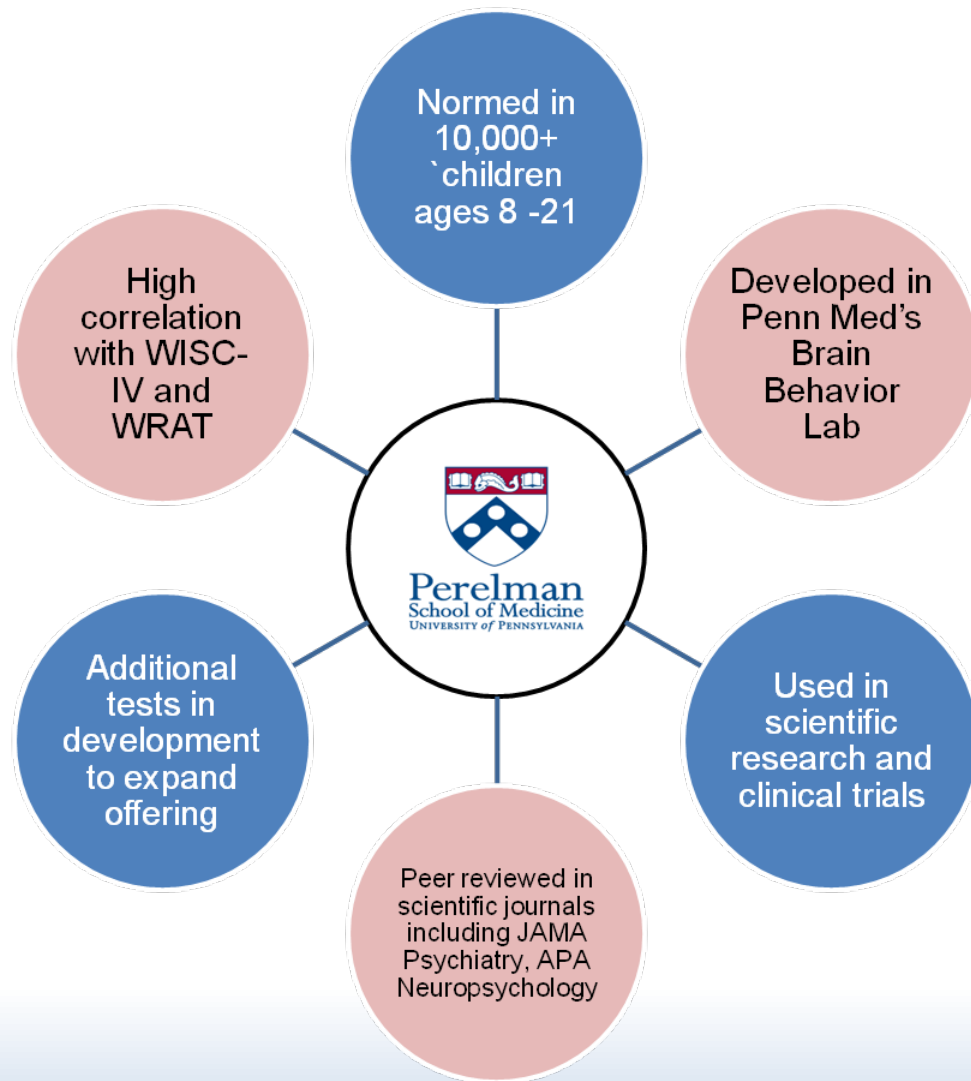 Normed in
10,000+
`children
ages 8 -21
High
correlation
with WISC-
IV and
WRAT
Developed in
Penn Med’s
Brain
Behavior
Lab
Perelman
School of Medicine
UNIVERSITY of PENNSYLVANIA
Additional
tests in
development
to expand
offering
Used in
scientific
research and
clinical trials
Peer reviewed in
scientific journals
including JAMA
Psychiatry, APA
Neuropsychology